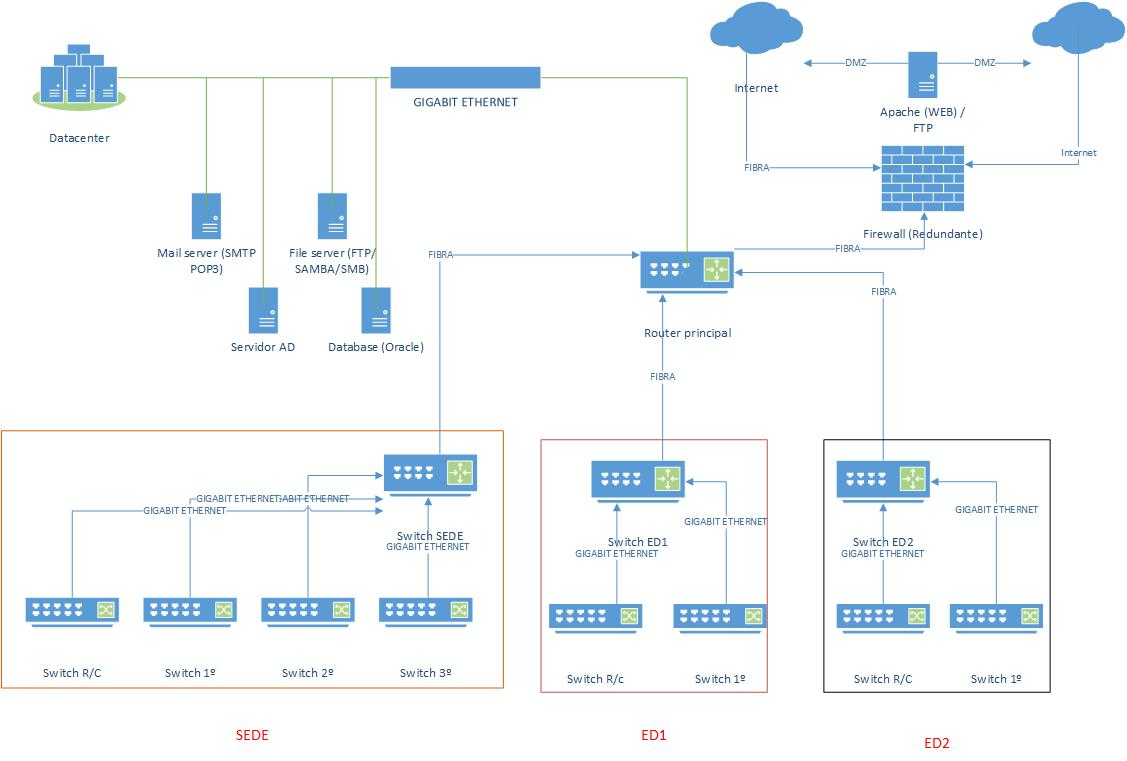 Datacenter
GIGABIT ETHERNET
Internet
DMZ
DMZ
Apache (WEB) /
FTP
Internet
FIBRA
Firewall (Redundante)
FIBRA
Mail server (SMTP
POP3)
File server (FTP/
SAMBA/SMB)
FIBRA
FIBRA
Servidor AD
Database (Oracle)
Router principal
FIBRA
GIGABIT ETHERNET
GIGABIT ETHERNET
GIGABIT ETHERNET
Switch SEDE
GIGABIT ETHERNET
Switch R/C
Switch 1º
Switch 2º
Switch 3º
SEDE
GIGABIT ETHERNET
Switch ED1
GIGABIT ETHERNET
Switch R/c
Switch 1º
ED1
GIGABIT ETHERNET
Switch ED2
GIGABIT ETHERNET
Switch R/C
Switch 1º
ED2